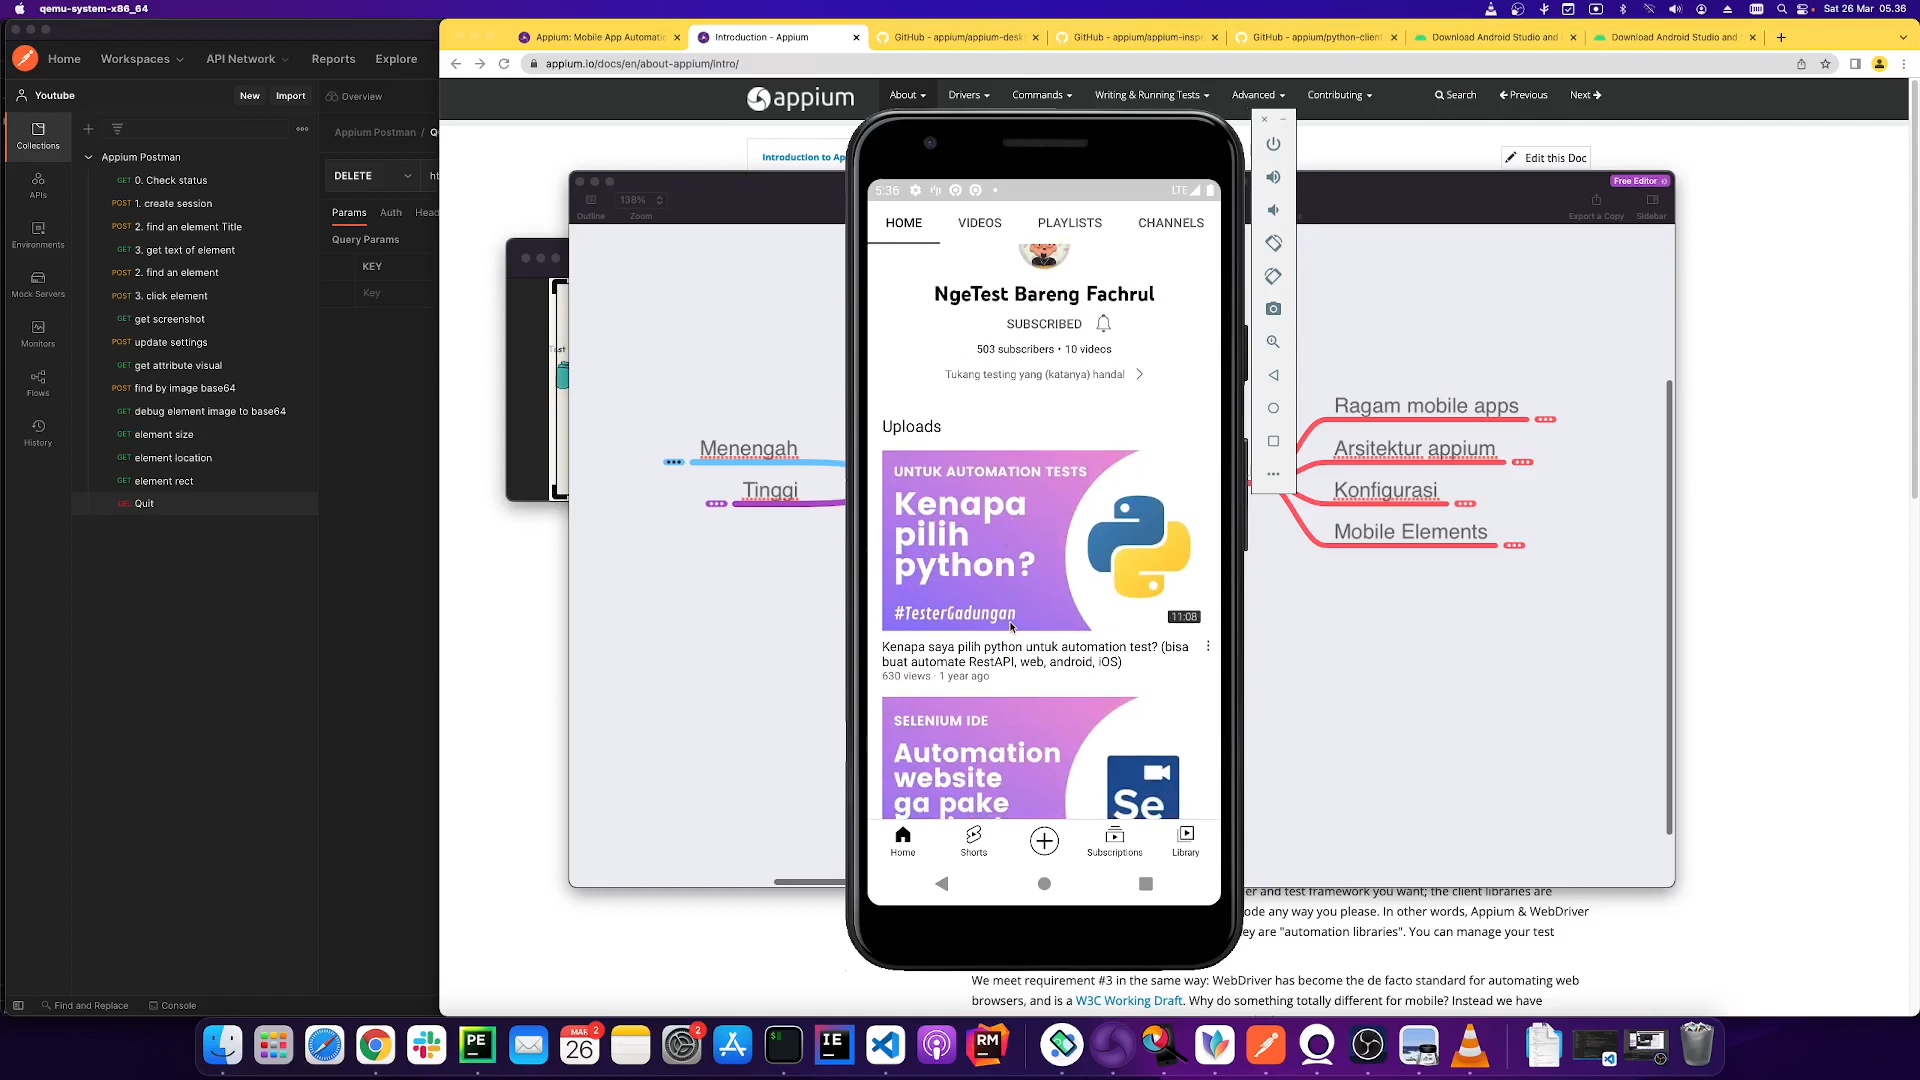 qemu-system-x86_64
Sat 26 Mar 05.36
Home
Workspaces
API Network
Reports
Explore
Youtube
New
Import
Overview
Collections
APIs
Environments
Mock Servers
Monitors
Flows
History
Appium Postman
GET 0. Check status
POST 1. create session
POST 2. find an element Title
GET 3. get text of element
POST 2. find an element
POST 3. click element
GET get screenshot
POST update settings
GET get attribute visual
POST find by image base64
GET debug element image to base64
GET element size
GET element location
GET element rect
DEL Quit
Appium Postman /
DELETE
ht
Params
Auth
Head
Query Params
KEY
Key
Find and Replace
Console
Appium: Mobile App Automatic
Introduction - Appium
GitHub - appium/appium-desk
GitHub - appium/appium-inspe
GitHub - appium/python-client
Download Android Studio and
Download Android Studio and
appium.io/docs/en/about-appium/intro/
appium
About
Drivers
Commands
Writing & Running Tests
Advanced
Contributing
Search
Previous
Next
Introduction to Ap
Edit this Doc
138%
Outline
Zoom
Free Editor
Export a Copy
Sidebar
Menengah
Tinggi
Ragam mobile apps
Arsitektur appium
Konfigurasi
Mobile Elements
5:36
LTE
HOME
VIDEOS
PLAYLISTS
CHANNELS
NgeTest Bareng Fachrul
SUBSCRIBED
503 subscribers • 10 videos
Tukang testing yang (katanya) handal
Uploads
UNTUK AUTOMATION TESTS
Kenapa
pilih
python?
#TesterGadungan
11:08
Kenapa saya pilih python untuk automation test? (bisa
buat automate RestAPI, web, android, iOS)
630 views · 1 year ago
SELENIUM IDE
Automation
website
ga pake
Se
Home
Shorts
Subscriptions
Library
er and test framework you want; the client libraries are
ode any way you please. In other words, Appium & WebDriver
ey are "automation libraries". You can manage your test
We meet requirement #3 in the same way: WebDriver has become the de facto standard for automating web
browsers, and is a W3C Working Draft. Why do something totally different for mobile? Instead we have
PE
MAR
26
2
2
IE
RM